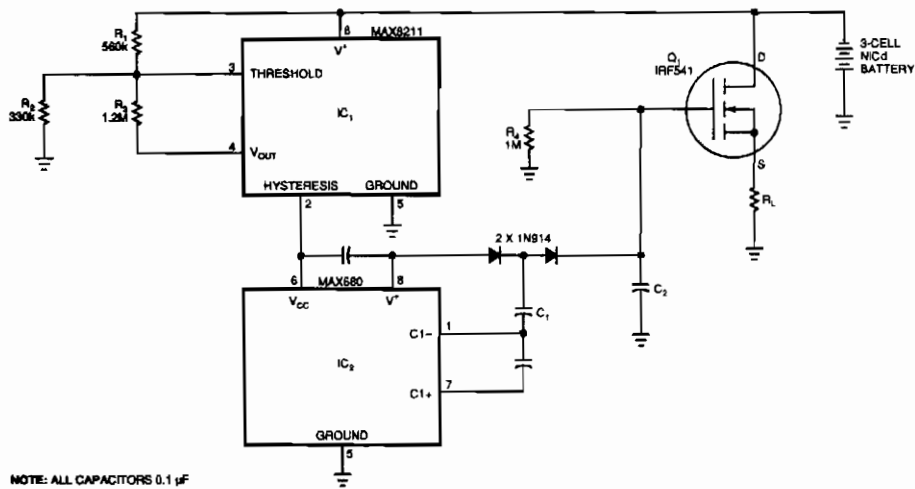 R1
560k
R2
330k
R3
1.2M
3
THRESHOLD
4
VOUT
8
V+
MAX8211
IC1
HYSTERESIS
2
GROUND
5
Q1
IRF541
D
S
3-CELL
NiCd
BATTERY
R4
1M
RL
2 X 1N914
C1
C2
6
VCC
MAX680
8
V+
C1–
1
IC2
C1+
7
GROUND
5
NOTE: ALL CAPACITORS 0.1 µF